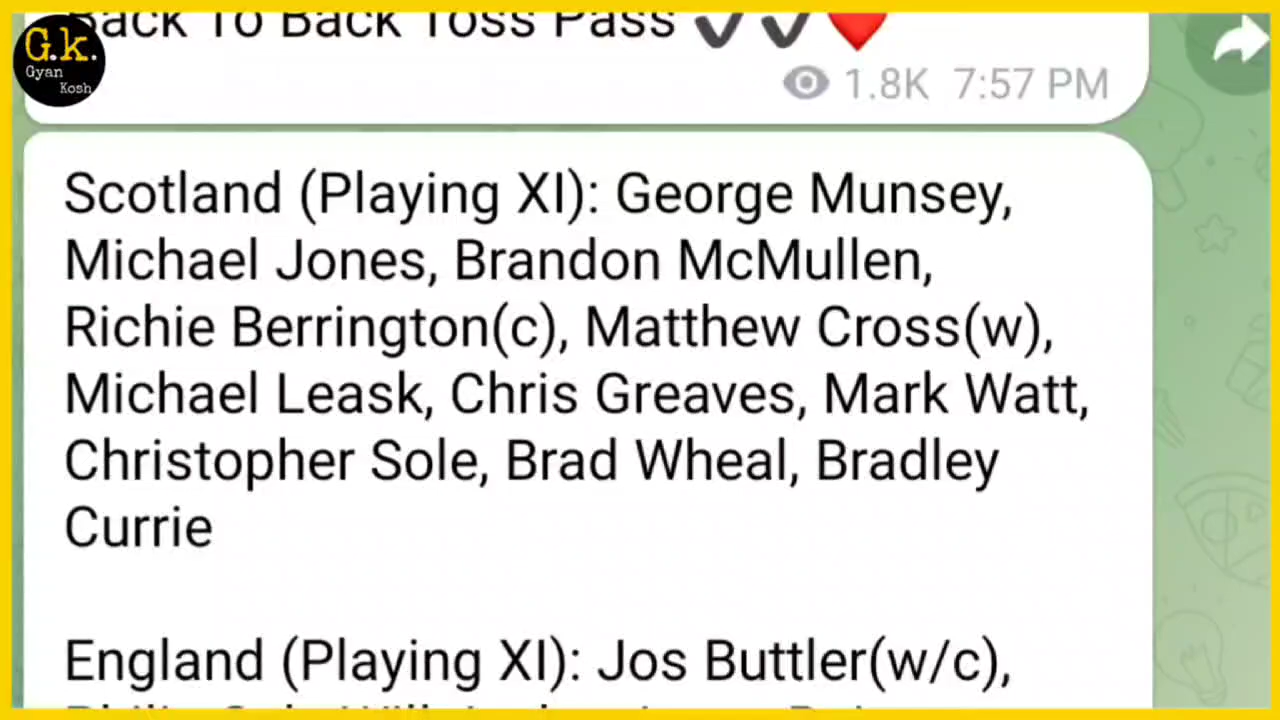 Back To Back Toss Pass ✔✔❤
G.k.
Gyan
Kosh
1.8K 7:57 PM
Scotland (Playing XI): George Munsey,
Michael Jones, Brandon McMullen,
Richie Berrington(c), Matthew Cross(w),
Michael Leask, Chris Greaves, Mark Watt,
Christopher Sole, Brad Wheal, Bradley
Currie
England (Playing XI): Jos Buttler(w/c),